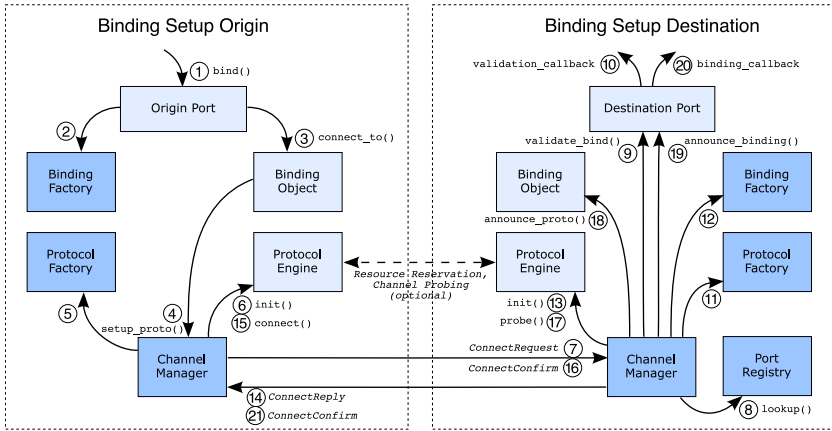 Binding Setup Origin
1 bind()
Origin Port
2
3 connect_to()
Binding
Factory
Binding
Object
Protocol
Factory
Protocol
Engine
5
4
setup_proto()
6 init()
15 connect()
Channel
Manager
Resource Reservation,
Channel Probing
(optional)
ConnectRequest 7
ConnectConfirm 16
14 ConnectReply
21 ConnectConfirm
Binding Setup Destination
validation_callback 10
20 binding_callback
Destination Port
validate_bind()
9
announce_binding()
19
Binding
Object
Binding
Factory
announce_proto() 18
12
Protocol
Engine
Protocol
Factory
init() 13
probe() 17
11
Channel
Manager
Port
Registry
8 lookup()